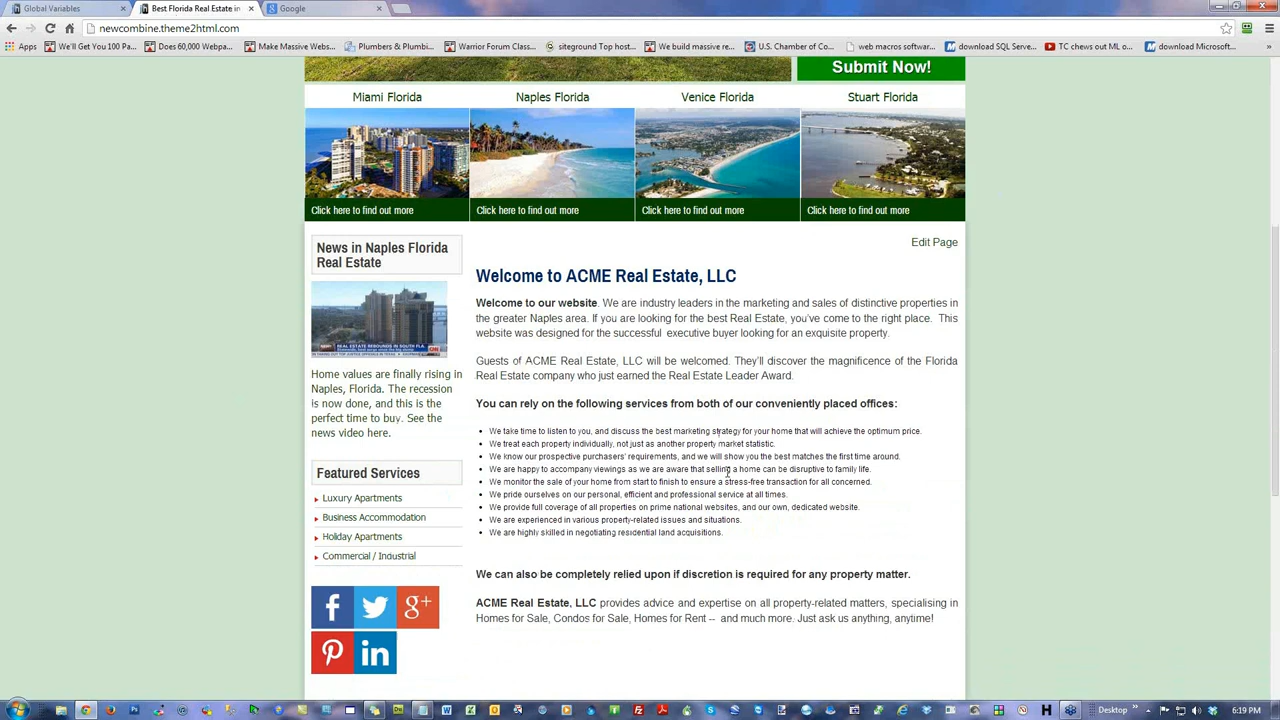 Global Variables
Best Florida Real Estate in
Google
newcombine.theme2html.com
Apps
We'll Get You 100 Pa...
Does 60,000 Webpa...
Make Massive Webs...
Plumbers & Plumbi...
Warrior Forum Class...
siteground Top host...
We build massive re...
U.S. Chamber of Co...
web macros softwar...
download SQL Serve...
TC chews out ML o...
download Microsoft...
Submit Now!
Miami Florida
Naples Florida
Venice Florida
Stuart Florida
Click here to find out more
Click here to find out more
Click here to find out more
Click here to find out more
News in Naples Florida
Real Estate
REAL ESTATE REBOUNDS IN SOUTH FLA.
CNN
Home values are finally rising in
Naples, Florida. The recession
is now done, and this is the
perfect time to buy. See the
news video here.
Featured Services
Luxury Apartments
Business Accommodation
Holiday Apartments
Commercial / Industrial
Edit Page
Welcome to ACME Real Estate, LLC
Welcome to our website. We are industry leaders in the marketing and sales of distinctive properties in
the greater Naples area. If you are looking for the best Real Estate, you've come to the right place. This
website was designed for the successful executive buyer looking for an exquisite property.
Guests of ACME Real Estate, LLC will be welcomed. They'll discover the magnificence of the Florida
Real Estate company who just earned the Real Estate Leader Award.
You can rely on the following services from both of our conveniently placed offices:
We take time to listen to you, and discuss the best marketing strategy for your home that will achieve the optimum price.
We treat each property individually, not just as another property market statistic.
We know our prospective purchasers' requirements, and we will show you the best matches the first time around.
We are happy to accompany viewings as we are aware that selling a home can be disruptive to family life.
We monitor the sale of your home from start to finish to ensure a stress-free transaction for all concerned.
We pride ourselves on our personal, efficient and professional service at all times.
We provide full coverage of all properties on prime national websites, and our own, dedicated website.
We are experienced in various property-related issues and situations.
We are highly skilled in negotiating residential land acquisitions.
We can also be completely relied upon if discretion is required for any property matter.
ACME Real Estate, LLC provides advice and expertise on all property-related matters, specialising in
Homes for Sale, Condos for Sale, Homes for Rent -- and much more. Just ask us anything, anytime!
Desktop
6:19 PM